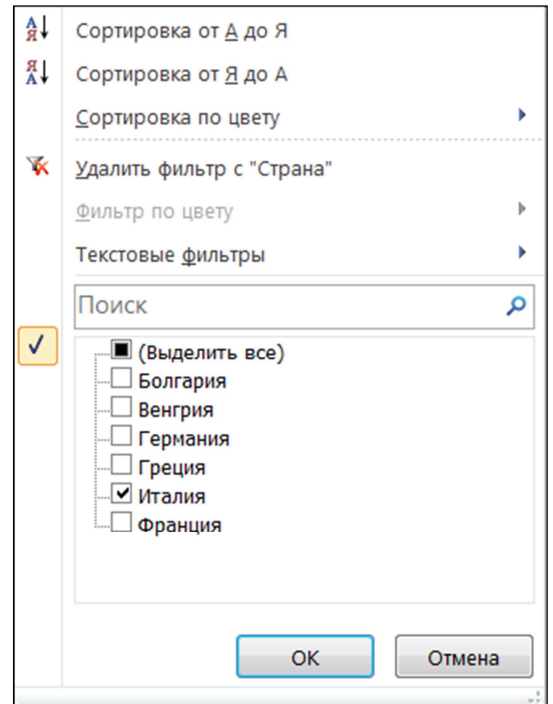 Сортировка от А до Я
Сортировка от Я до А
Сортировка по цвету
Удалить фильтр с "Страна"
Фильтр по цвету
Текстовые фильтры
Поиск
(Выделить все)
Болгария
Венгрия
Германия
Греция
Италия
Франция
ОК
Отмена